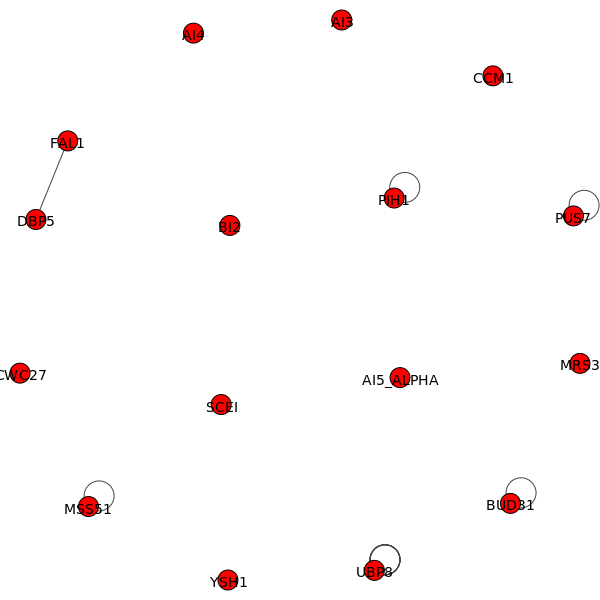 AI3
AI4
CCM1
FAL1
PIH1
PUS7
DBP5
BI2
MRS3
CWC27
AI5_ALPHA
SCEI
BUD31
MSS51
UBP8
YSH1